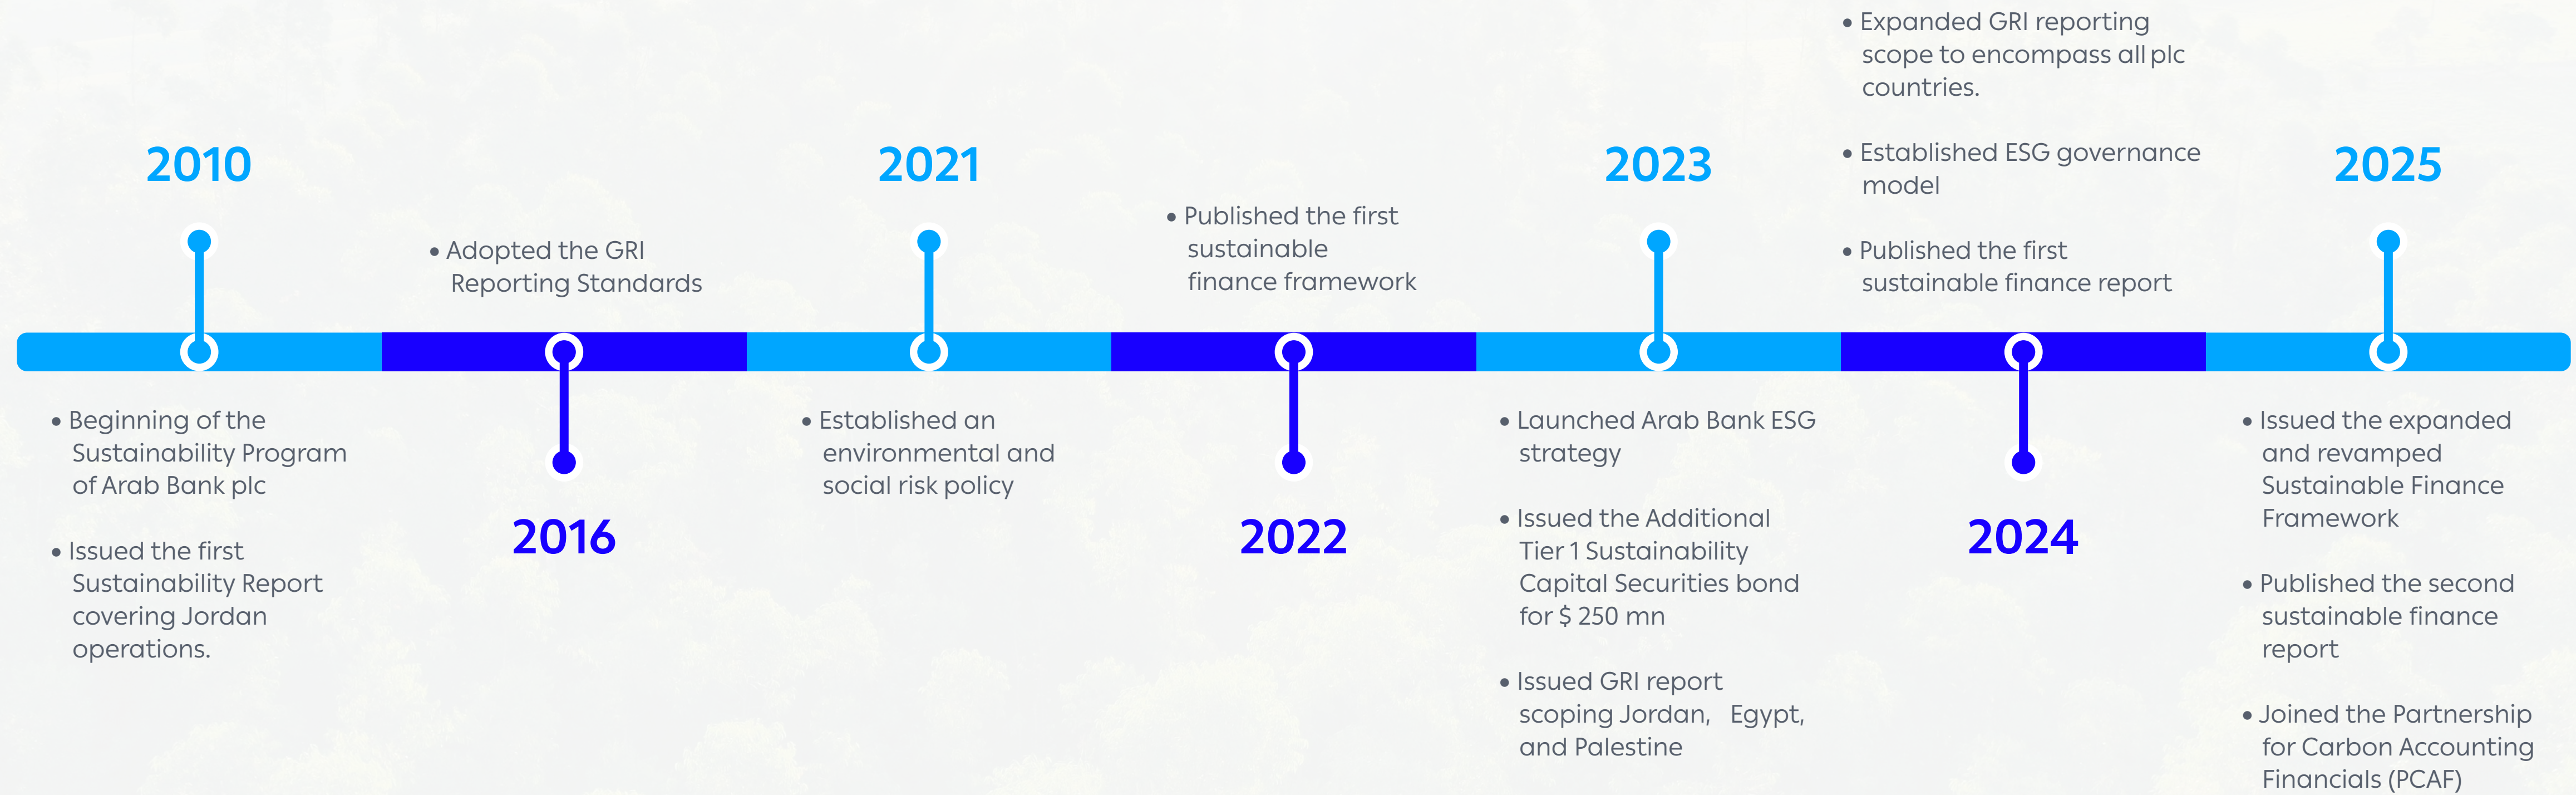 2010
• Beginning of the
Sustainability Program
of Arab Bank plc
• Issued the first
Sustainability Report
covering Jordan
operations.
• Adopted the GRI
Reporting Standards
2016
2021
• Established an
environmental and
social risk policy
• Published the first
sustainable
finance framework
2022
2023
• Launched Arab Bank ESG
strategy
• Issued the Additional
Tier 1 Sustainability
Capital Securities bond
for $ 250 mn
• Issued GRI report
scoping Jordan, Egypt,
and Palestine
• Expanded GRI reporting
scope to encompass all plc
countries.
• Established ESG governance
model
• Published the first
sustainable finance report
2024
2025
• Issued the expanded
and revamped
Sustainable Finance
Framework
• Published the second
sustainable finance
report
• Joined the Partnership
for Carbon Accounting
Financials (PCAF)